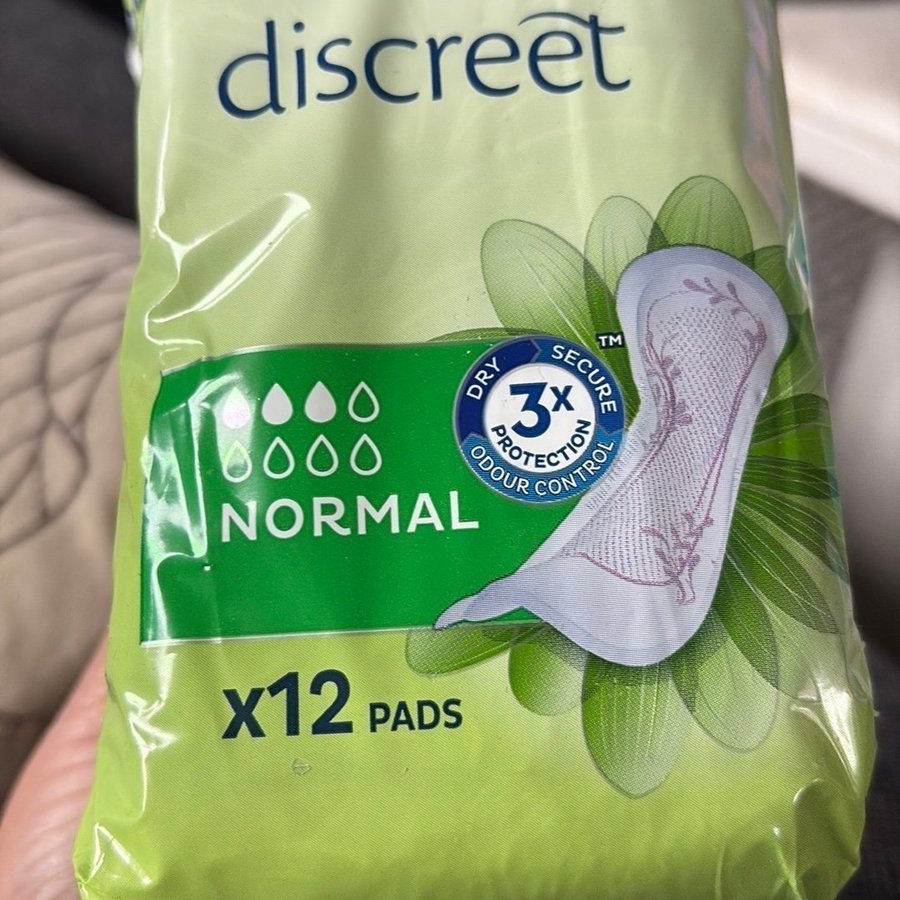 discreet
DRY SECURE
3x
PROTECTION
ODOUR CONTROL
TM
NORMAL
x12 PADS